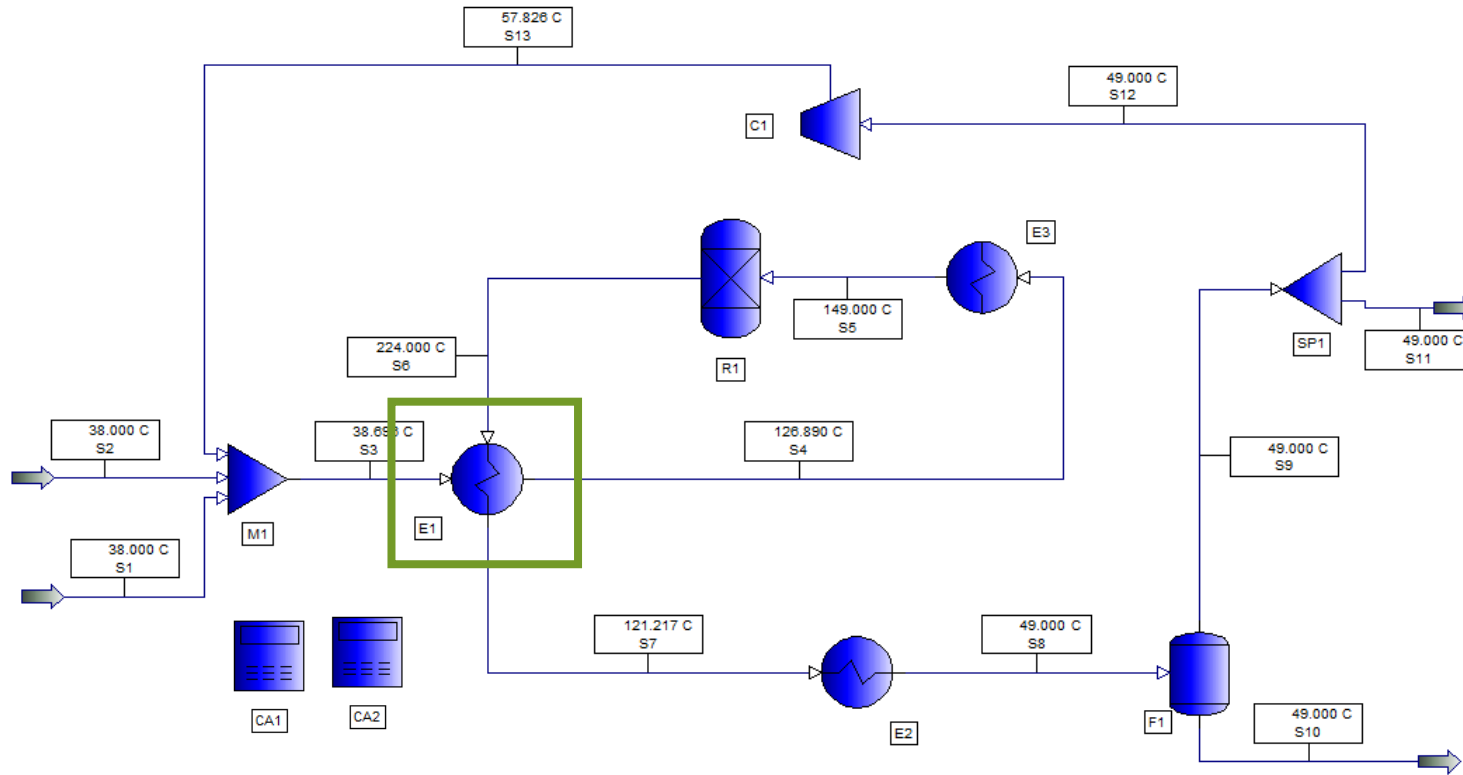 57.826 C
S13
49.000 C
S12
C1
E3
149.000 C
S5
R1
224.000 C
S6
SP1
49.000 C
S11
38.000 C
S2
S3
126.890 C
S4
49.000 C
S9
E1
M1
38.000 C
S1
121.217 C
S7
49.000 C
S8
CA1
CA2
E2
F1
49.000 C
S10